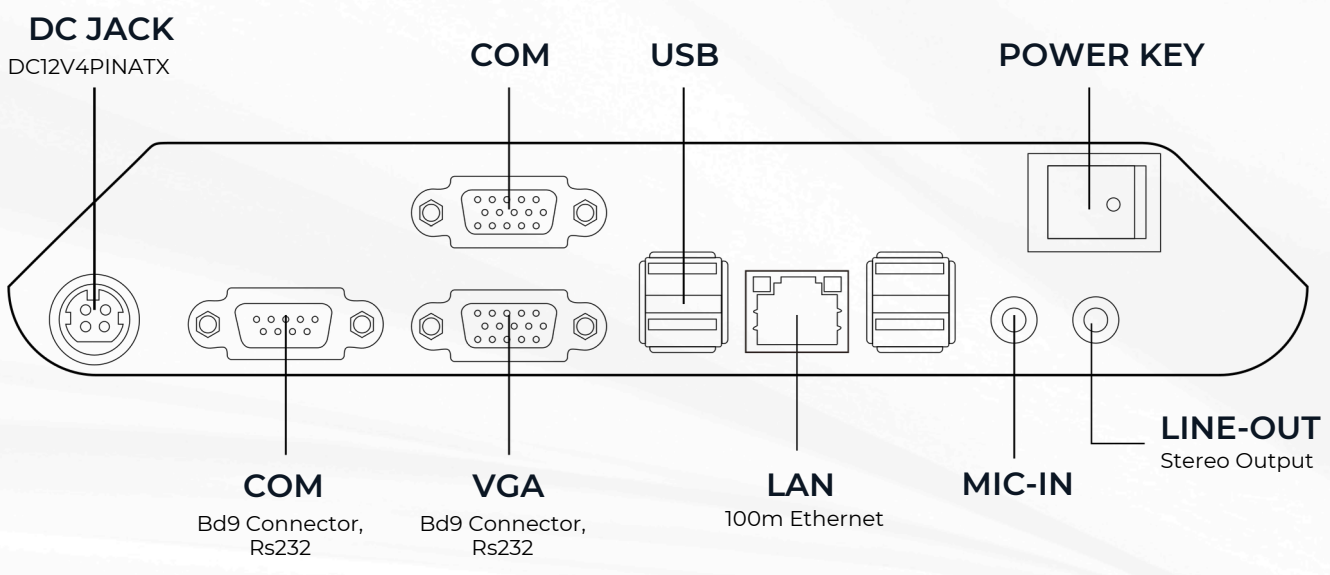 DC JACK
DC12V4PINATX
COM
USB
POWER KEY
COM
Bd9 Connector,
Rs232
VGA
Bd9 Connector,
Rs232
LAN
100m Ethernet
MIC-IN
LINE-OUT
Stereo Output